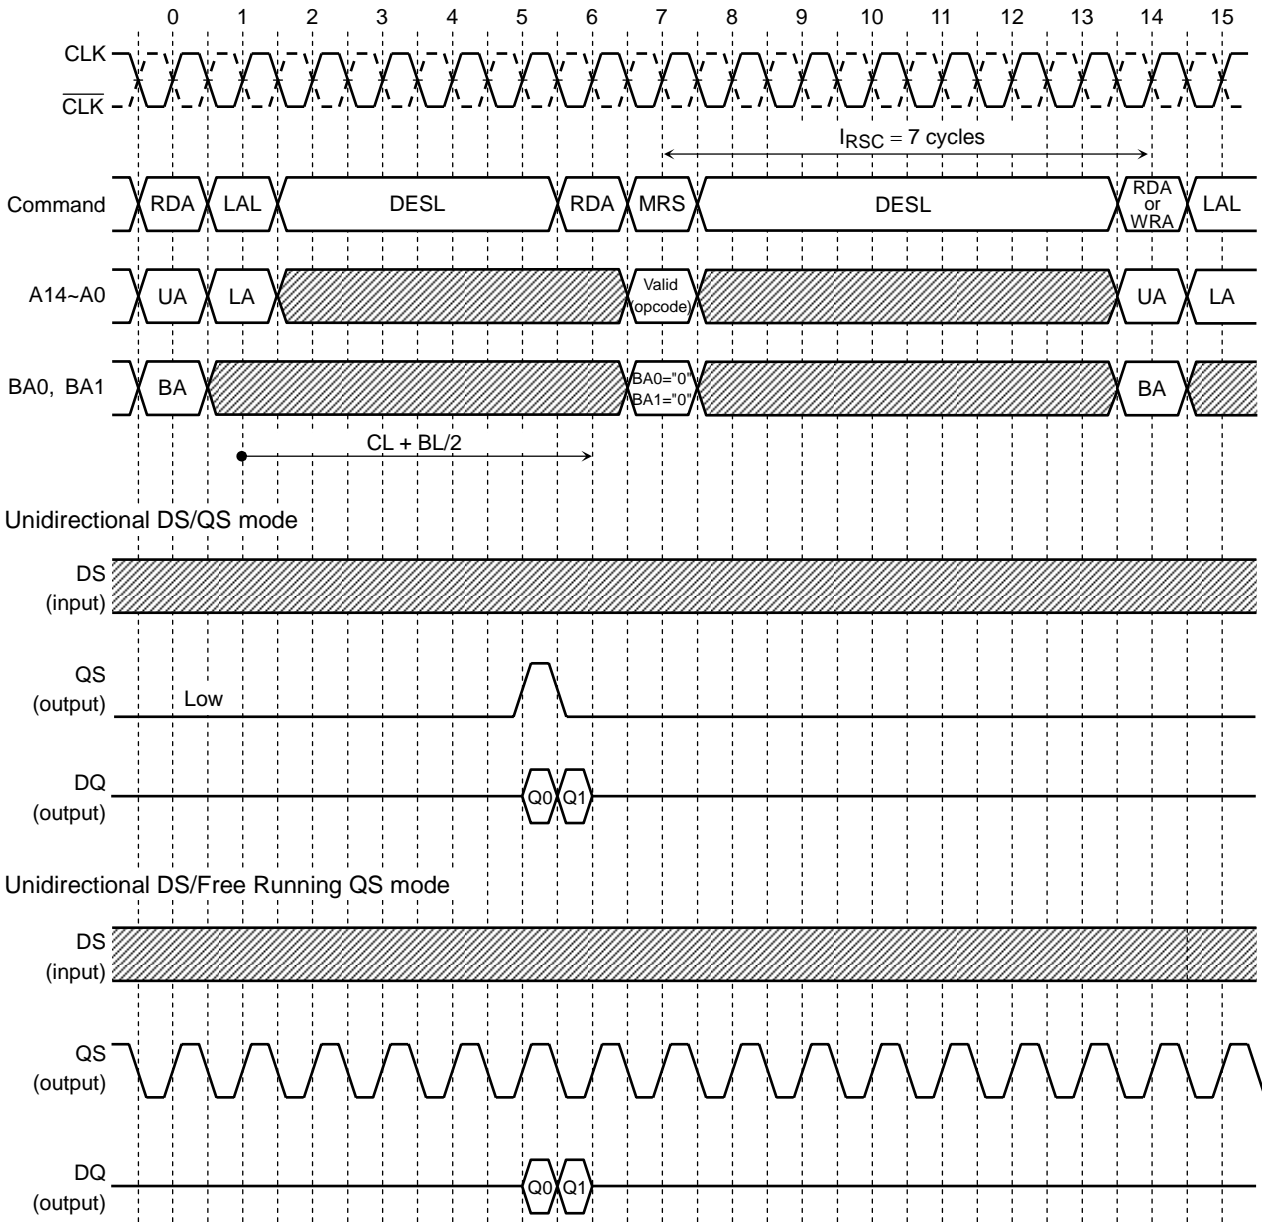 0 1 2 3 4 5 6 7 8 9 10 11 12 13 14 15
CLK
CLK
IRSC = 7 cycles
Command RDA LAL DESL RDA MRS DESL RDA or WRA LAL
A14~A0 UA LA Valid (opcode) UA LA
BA0, BA1 BA BA0="0" BA1="0" BA
CL + BL/2
Unidirectional DS/QS mode
DS
(input)
QS
(output) Low
DQ
(output) Q0 Q1
Unidirectional DS/Free Running QS mode
DS
(input)
QS
(output)
DQ
(output) Q0 Q1